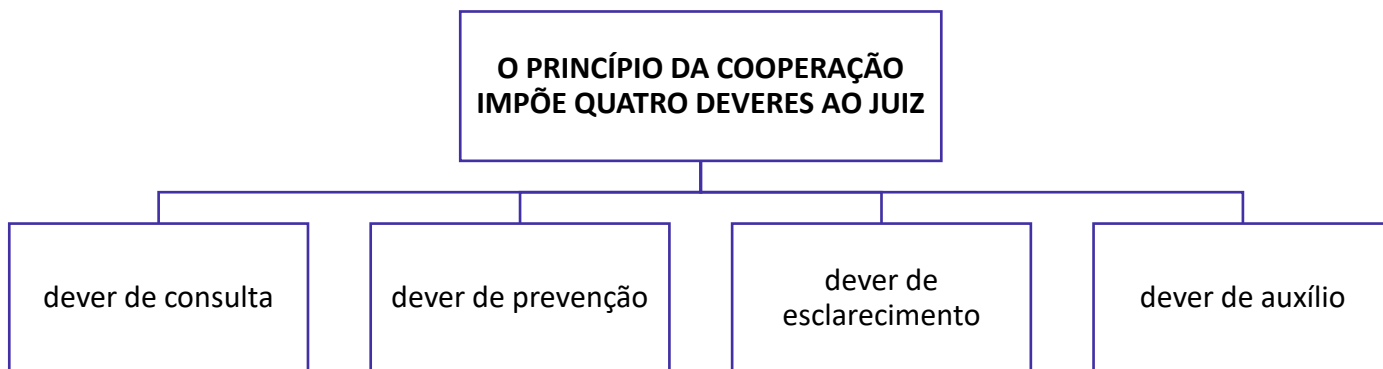 O PRINCÍPIO DA COOPERAÇÃO
IMPÕE QUATRO DEVERES AO JUIZ
dever de consulta
dever de prevenção
dever de
esclarecimento
dever de auxílio